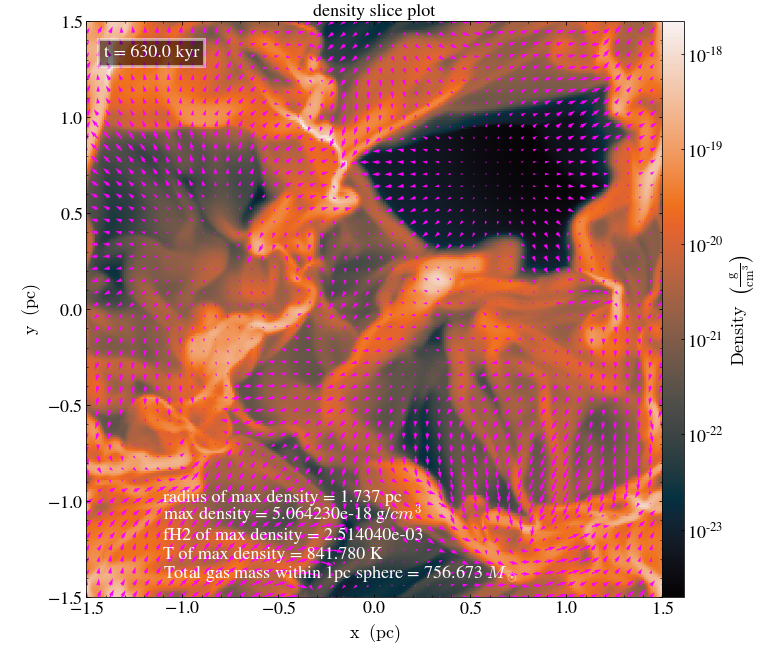 density slice plot
t = 630.0 kyr
1.5
1.0
0.5
0.0
−0.5
−1.0
−1.5
y (pc)
radius of max density = 1.737 pc
max density = 5.064230e-18 g/cm³
fH2 of max density = 2.514040e-03
T of max density = 841.780 K
Total gas mass within 1pc sphere = 756.673 M☉
−1.5 −1.0 −0.5 0.0 0.5 1.0 1.5
x (pc)
10⁻¹⁸
10⁻¹⁹
10⁻²⁰
10⁻²¹
10⁻²²
10⁻²³
Density (g/cm³)